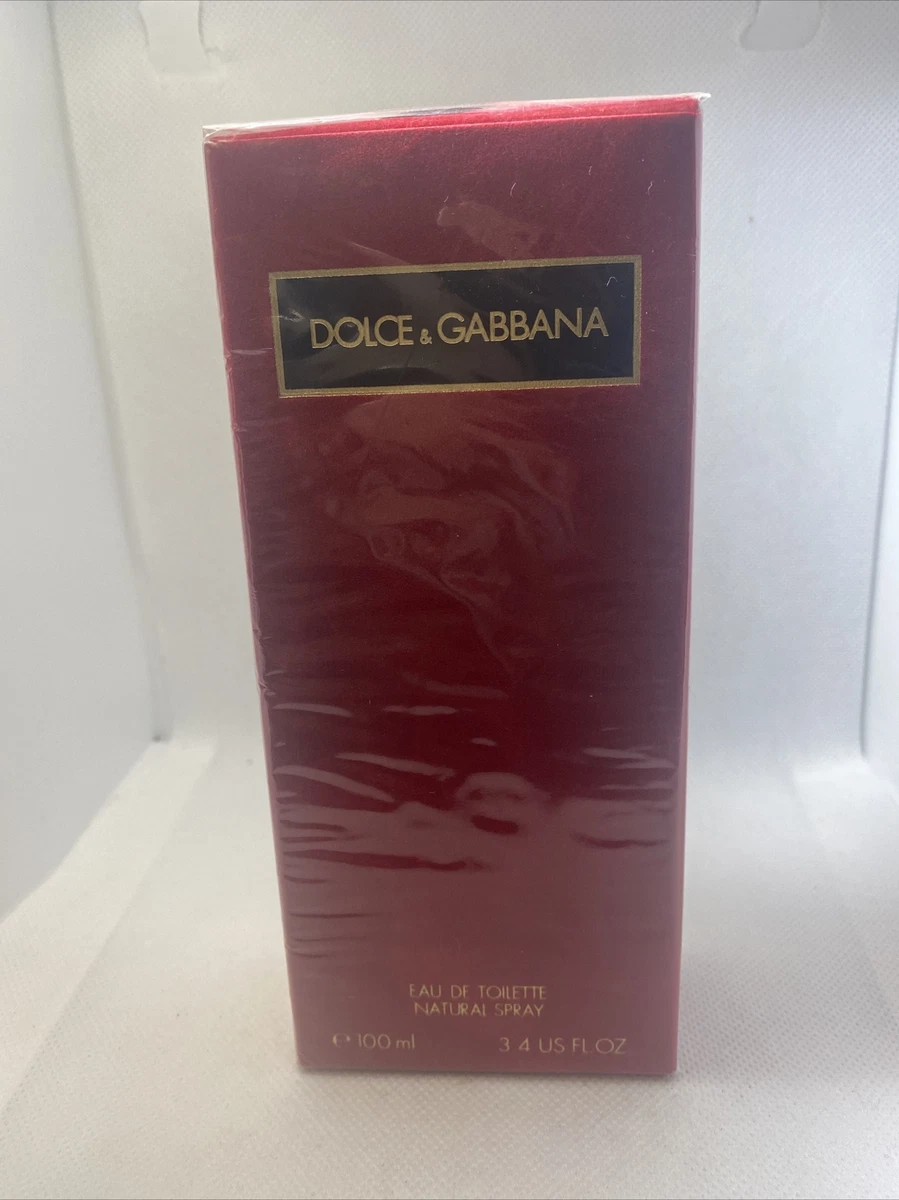 DOLCE & GABBANA
EAU DE TOILETTE
NATURAL SPRAY
℮ 100 ml
3 4 US FL.OZ